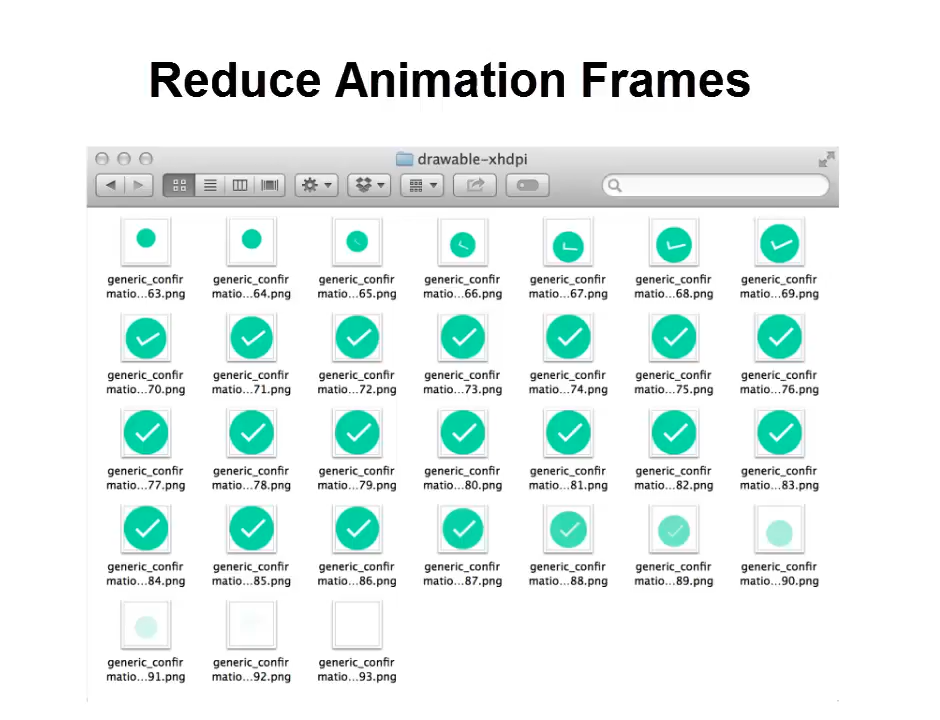 Reduce Animation Frames
drawable-xhdpi
generic_confir
matio...63.png
generic_confir
matio...64.png
generic_confir
matio...65.png
generic_confir
matio...66.png
generic_confir
matio...67.png
generic_confir
matio...68.png
generic_confir
matio...69.png
generic_confir
matio...70.png
generic_confir
matio...71.png
generic_confir
matio...72.png
generic_confir
matio...73.png
generic_confir
matio...74.png
generic_confir
matio...75.png
generic_confir
matio...76.png
generic_confir
matio...77.png
generic_confir
matio...78.png
generic_confir
matio...79.png
generic_confir
matio...80.png
generic_confir
matio...81.png
generic_confir
matio...82.png
generic_confir
matio...83.png
generic_confir
matio...84.png
generic_confir
matio...85.png
generic_confir
matio...86.png
generic_confir
matio...87.png
generic_confir
matio...88.png
generic_confir
matio...89.png
generic_confir
matio...90.png
generic_confir
matio...91.png
generic_confir
matio...92.png
generic_confir
matio...93.png